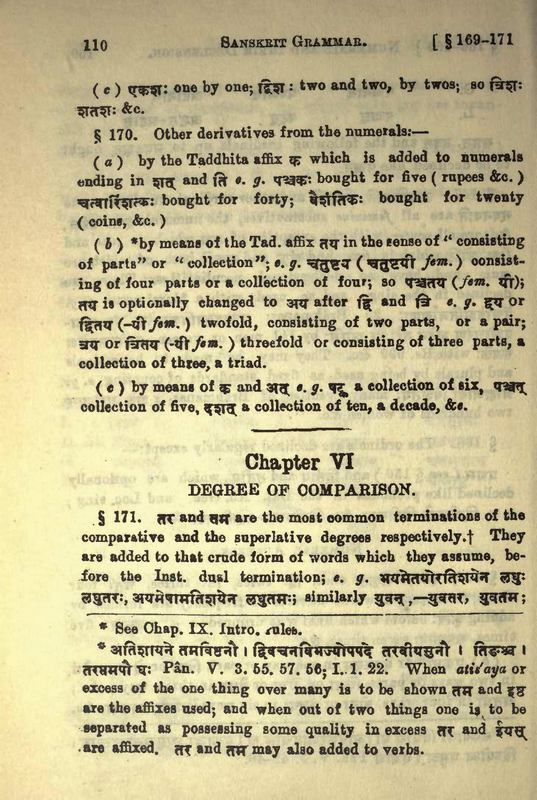 110 SANSKRIT GRAMMAR. [ § 169-171
( c ) एकशः one by one; द्विशः two and two, by twos; so त्रिशः
शतशः &c.
§ 170. Other derivatives from the numerals:—
( a ) by the Taddhita affix क which is added to numerals
ending in शत् and ति e. g. पञ्चकः bought for five ( rupees &c. )
चत्वारिंशत्कः bonght for forty; वैशंतिकः bought for twenty
( coins, &c. )
( b ) *by means of the Tad. affix तय in the sense of “ consisting
of parts” or “ collection”; e. g. चतुष्टय ( चतुष्टयी fem. ) consist-
ing of four parts or a collection of four; so पञ्चतय ( fem. यी);
तय is optionally changed to अय after द्वि and त्रि e. g. द्वय or
द्वितय (-यी fem. ) twofold, consisting of two parts, or a pair;
त्रय or त्रितय (-यी fem. ) threefold or consisting of three parts, a
collection of three, a triad.
( c ) by means of क and अत् e. g. षट्क a collection of six, पञ्चत्
collection of five, दशत् a collection of ten, a decade, &c.
Chapter VI
DEGREE OF COMPARISON.
§ 171. तर and तम are the most common terminations of the
comparative and the superlative degrees respectively.† They
are added to that crude form of words which they assume, be-
fore the Inst. dual termination; e. g. अयमेतयोरतिशयेन लघुः
लघुतरः, अयमेषामतिशयेन लघुतमः; similarly युवन् ,—युवतर, युवतम ;
* See Chap. IX. Intro. rules.
* अतिशायने तमबिष्ठनौ । द्विवचनविभज्योपपदे तरबीयसुनौ । तिङश्च ।
तरप्तमपौ घः Pân. V. 3. 55. 57. 56; I. 1. 22. When atis'aya or
excess of the one thing over many is to be shown तम and इष्ठ
are the affixes used; and when out of two things one is to be
separated as possessing some quality in excess तर and ईयस्
are affixed. तर and तम may also added to verbs.